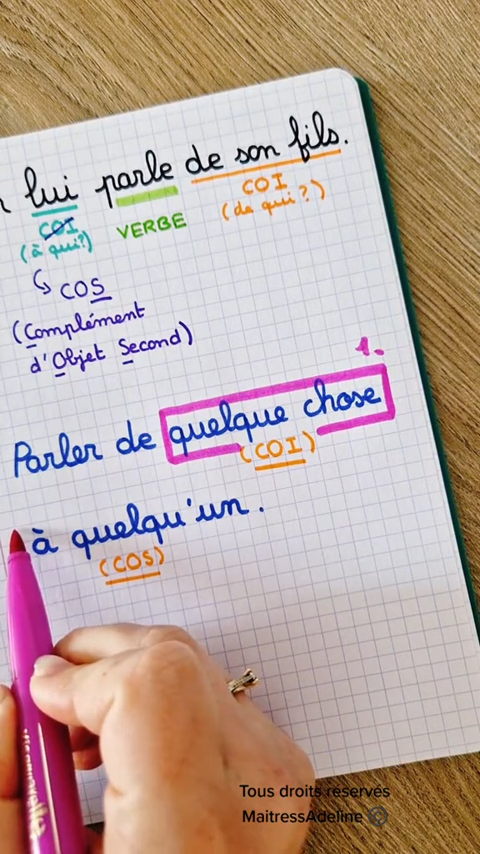 lui parle de son fils.
COI
(à qui?)
VERBE
COI
(de qui?)
↳ COS
(Complément
d'Objet Second)
1.
Parler de quelque chose
(COI)
à quelqu'un.
(COS)
Tous droits réservés
MaitressAdeline